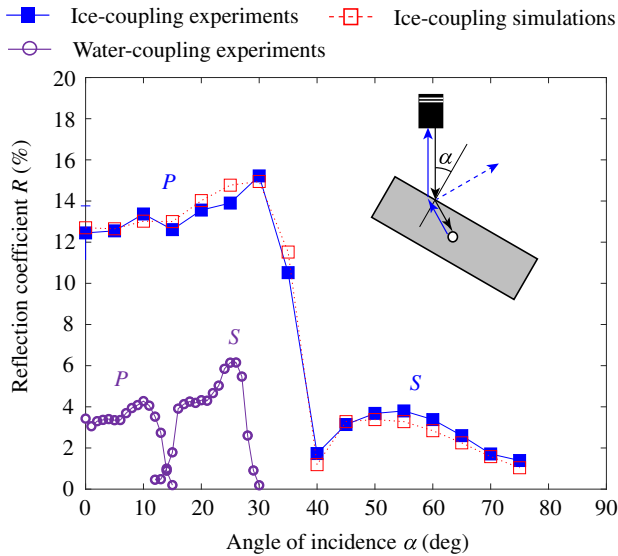 Ice-coupling experiments
Ice-coupling simulations
Water-coupling experiments
20
18
16
14
12
10
8
6
4
2
0
Reflection coefficient R (%)
P
α
P
S
S
0
10
20
30
40
50
60
70
80
90
Angle of incidence α (deg)